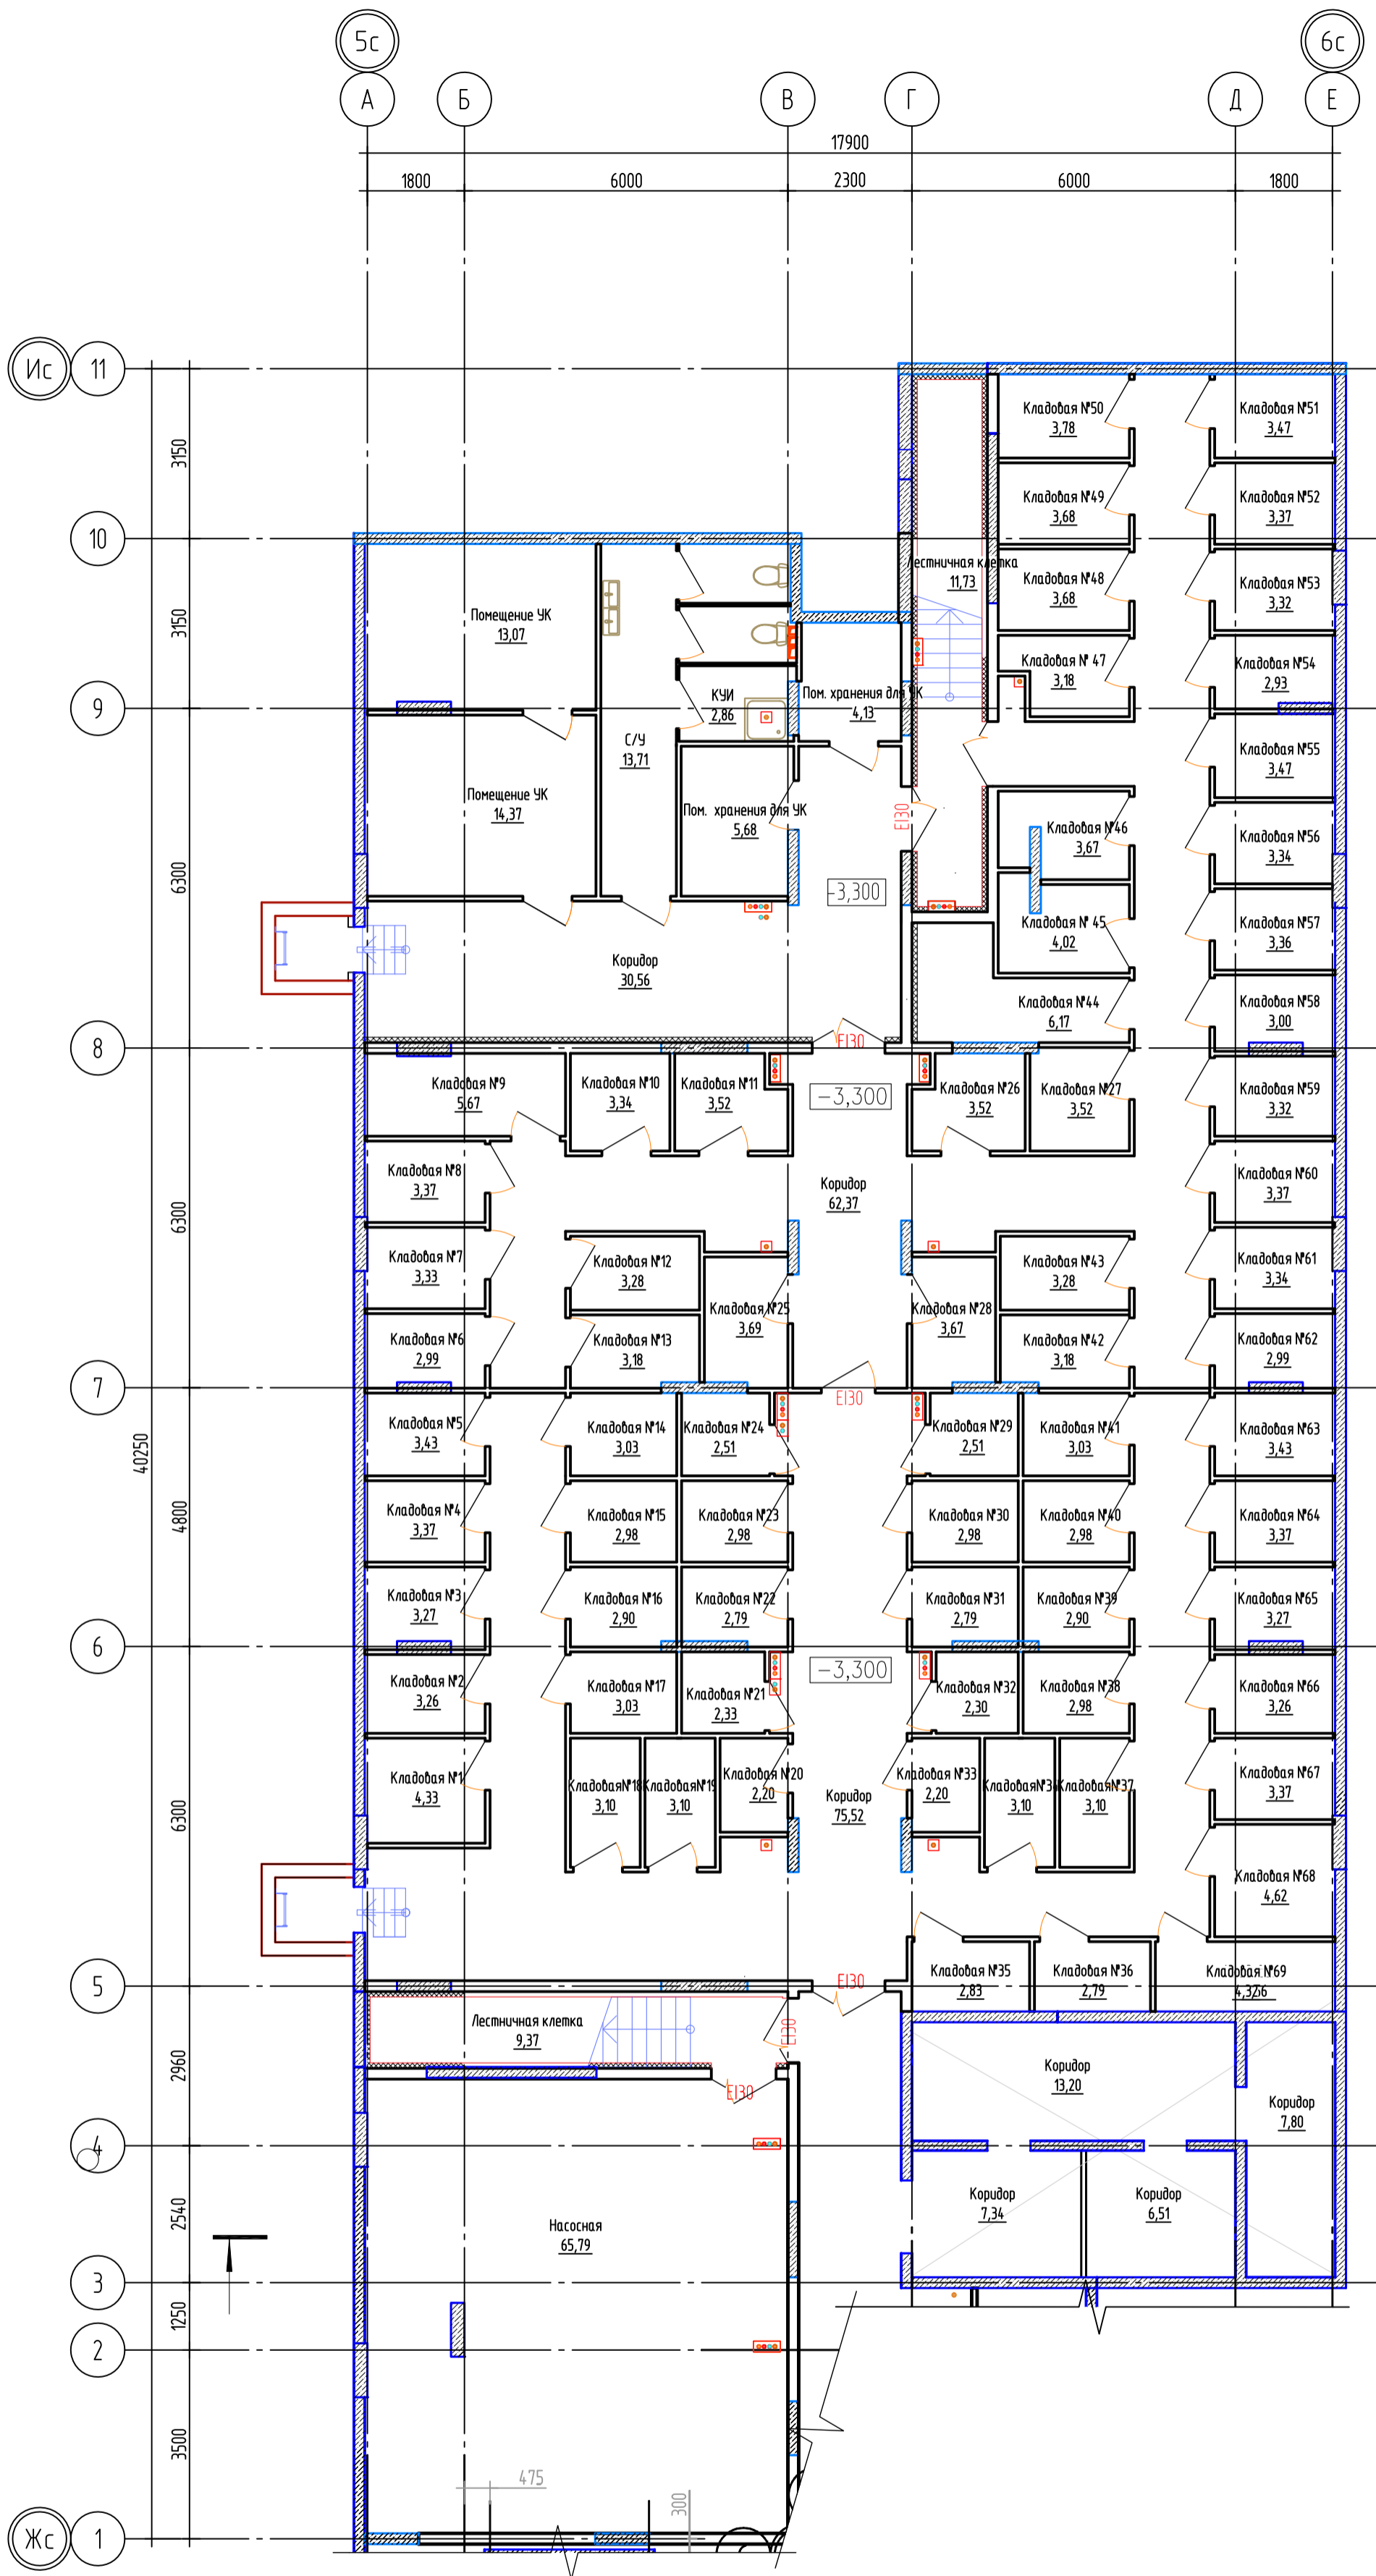 5с
6с
А
Б
В
Г
Д
Е
17900
1800
6000
2300
6000
1800
Ис
11
3150
10
3150
9
6300
8
6300
7
40250
4800
6
6300
5
2960
4
2540
3
1250
2
3500
Жс
1
Кладовая №50
3,78
Кладовая №51
3,47
Кладовая №49
3,68
Кладовая №52
3,37
Лестничная клетка
11,73
Кладовая №48
3,68
Кладовая №53
3,32
Помещение УК
13,07
Кладовая № 47
3,18
Кладовая №54
2,93
КУИ
2,86
Пом. хранения для УК
4,13
С/У
13,71
Кладовая №55
3,47
Помещение УК
14,37
Пом. хранения для УК
5,68
EI30
Кладовая №46
3,67
Кладовая №56
3,34
-3,300
Кладовая № 45
4,02
Кладовая №57
3,36
Коридор
30,56
Кладовая №44
6,17
Кладовая №58
3,00
EI30
Кладовая №9
5,67
Кладовая №10
3,34
Кладовая №11
3,52
-3,300
Кладовая №26
3,52
Кладовая №27
3,52
Кладовая №59
3,32
Кладовая №8
3,37
Коридор
62,37
Кладовая №60
3,37
Кладовая №7
3,33
Кладовая №12
3,28
Кладовая №43
3,28
Кладовая №61
3,34
Кладовая №25
3,69
Кладовая №28
3,67
Кладовая №6
2,99
Кладовая №13
3,18
Кладовая №42
3,18
Кладовая №62
2,99
EI30
Кладовая №5
3,43
Кладовая №14
3,03
Кладовая №24
2,51
Кладовая №29
2,51
Кладовая №41
3,03
Кладовая №63
3,43
Кладовая №4
3,37
Кладовая №15
2,98
Кладовая №23
2,98
Кладовая №30
2,98
Кладовая №40
2,98
Кладовая №64
3,37
Кладовая №3
3,27
Кладовая №16
2,90
Кладовая №22
2,79
Кладовая №31
2,79
Кладовая №39
2,90
Кладовая №65
3,27
-3,300
Кладовая №2
3,26
Кладовая №17
3,03
Кладовая №21
2,33
Кладовая №32
2,30
Кладовая №38
2,98
Кладовая №66
3,26
Кладовая №1
4,33
Кладовая№18
3,10
Кладовая№19
3,10
Кладовая №20
2,20
Коридор
75,52
Кладовая №33
2,20
Кладовая№34
3,10
Кладовая№37
3,10
Кладовая №67
3,37
Кладовая №68
4,62
EI30
Кладовая №35
2,83
Кладовая №36
2,79
Кладовая №69
Лестничная клетка
9,37
EI30
EI30
Коридор
13,20
Коридор
7,80
Коридор
7,34
Коридор
6,51
Насосная
65,79
475
300